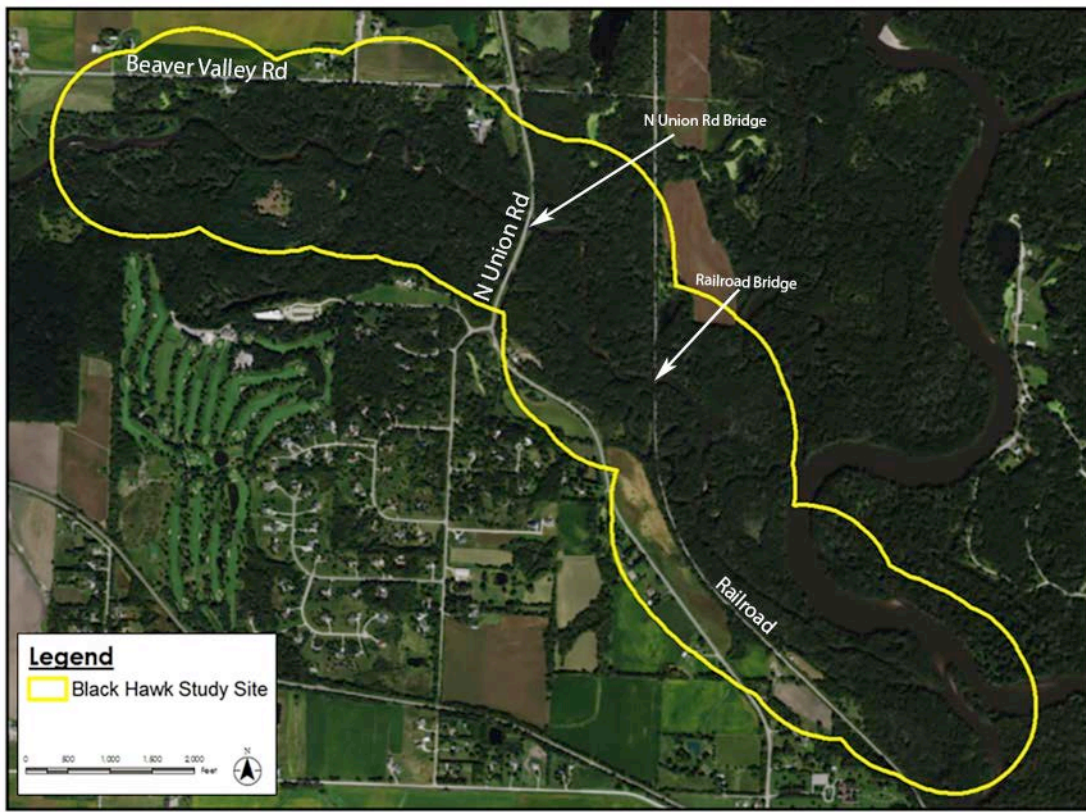 Beaver Valley Rd
N Union Rd Bridge
N Union Rd
Railroad Bridge
Railroad
Legend
Black Hawk Study Site
0 500 1,000 1,500 2,000
Feet
N